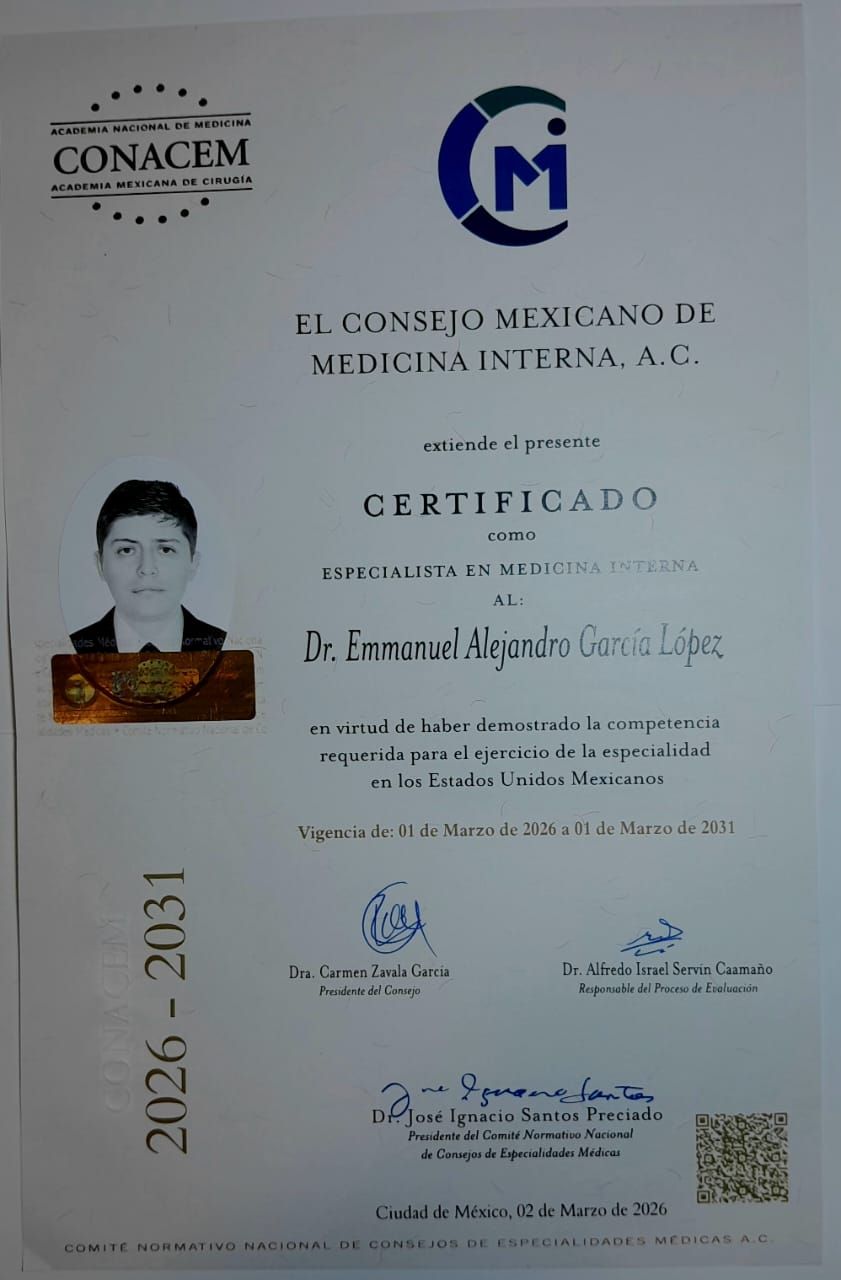 ACADEMIA NACIONAL DE MEDICINA
CONACEM
ACADEMIA MEXICANA DE CIRUGÍA
CMi
EL CONSEJO MEXICANO DE
MEDICINA INTERNA, A.C.
extiende el presente
CERTIFICADO
como
ESPECIALISTA EN MEDICINA INTERNA
AL:
Dr. Emmanuel Alejandro García López
en virtud de haber demostrado la competencia
requerida para el ejercicio de la especialidad
en los Estados Unidos Mexicanos
Vigencia de: 01 de Marzo de 2026 a 01 de Marzo de 2031
CONACEM
2026 - 2031
Dra. Carmen Zavala García
Presidente del Consejo
Dr. Alfredo Israel Servín Caamaño
Responsable del Proceso de Evaluación
José Ignacio Santos
Dr. José Ignacio Santos Preciado
Presidente del Comité Normativo Nacional
de Consejos de Especialidades Médicas
Ciudad de México, 02 de Marzo de 2026
COMITÉ NORMATIVO NACIONAL DE CONSEJOS DE ESPECIALIDADES MÉDICAS A.C.